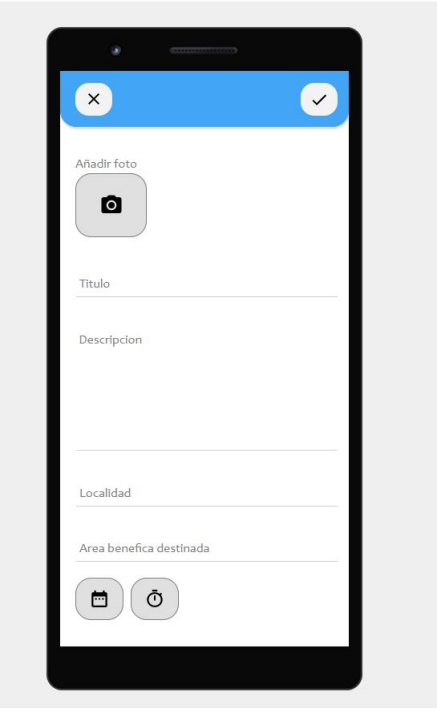 Añadir foto
Titulo
Descripcion
Localidad
Area benefica destinada